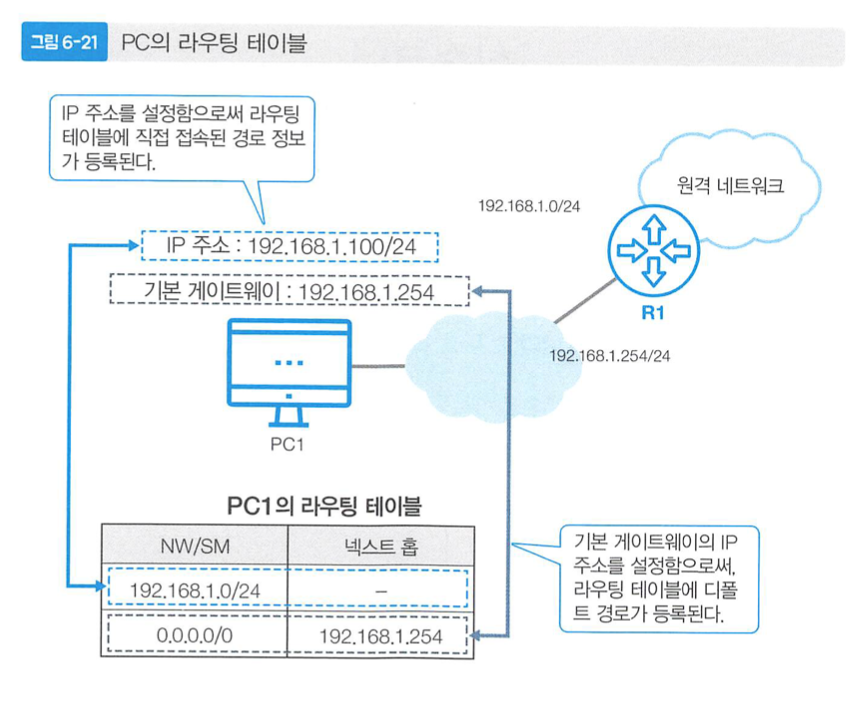 그림 6-21 PC의 라우팅 테이블
IP 주소를 설정함으로써 라우팅
테이블에 직접 접속된 경로 정보
가 등록된다.
원격 네트워크
192.168.1.0/24
IP 주소 : 192.168.1.100/24
기본 게이트웨이 : 192.168.1.254
R1
192.168.1.254/24
PC1
PC1의 라우팅 테이블
NW/SM 넥스트 홉
192.168.1.0/24 –
0.0.0.0/0 192.168.1.254
기본 게이트웨이의 IP
주소를 설정함으로써,
라우팅 테이블에 디폴
트 경로가 등록된다.